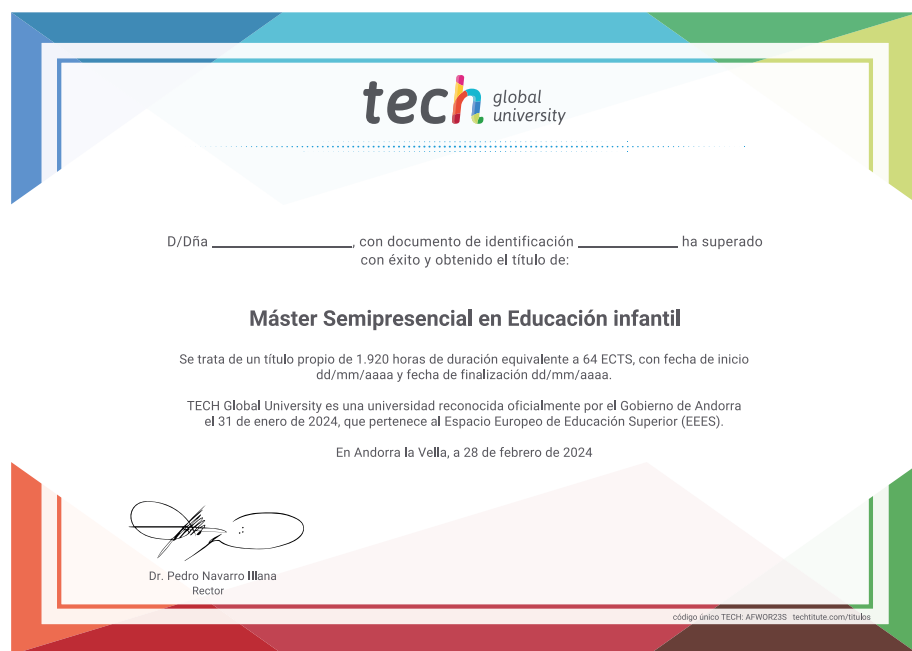 tech global university
D/Dña ______________, con documento de identificación __________ ha superado
con éxito y obtenido el título de:
Máster Semipresencial en Educación infantil
Se trata de un título propio de 1.920 horas de duración equivalente a 64 ECTS, con fecha de inicio
dd/mm/aaaa y fecha de finalización dd/mm/aaaa.
TECH Global University es una universidad reconocida oficialmente por el Gobierno de Andorra
el 31 de enero de 2024, que pertenece al Espacio Europeo de Educación Superior (EEES).
En Andorra la Vella, a 28 de febrero de 2024
Dr. Pedro Navarro Illana
Rector
código único TECH: AFWOR23S techtitute.com/titulos